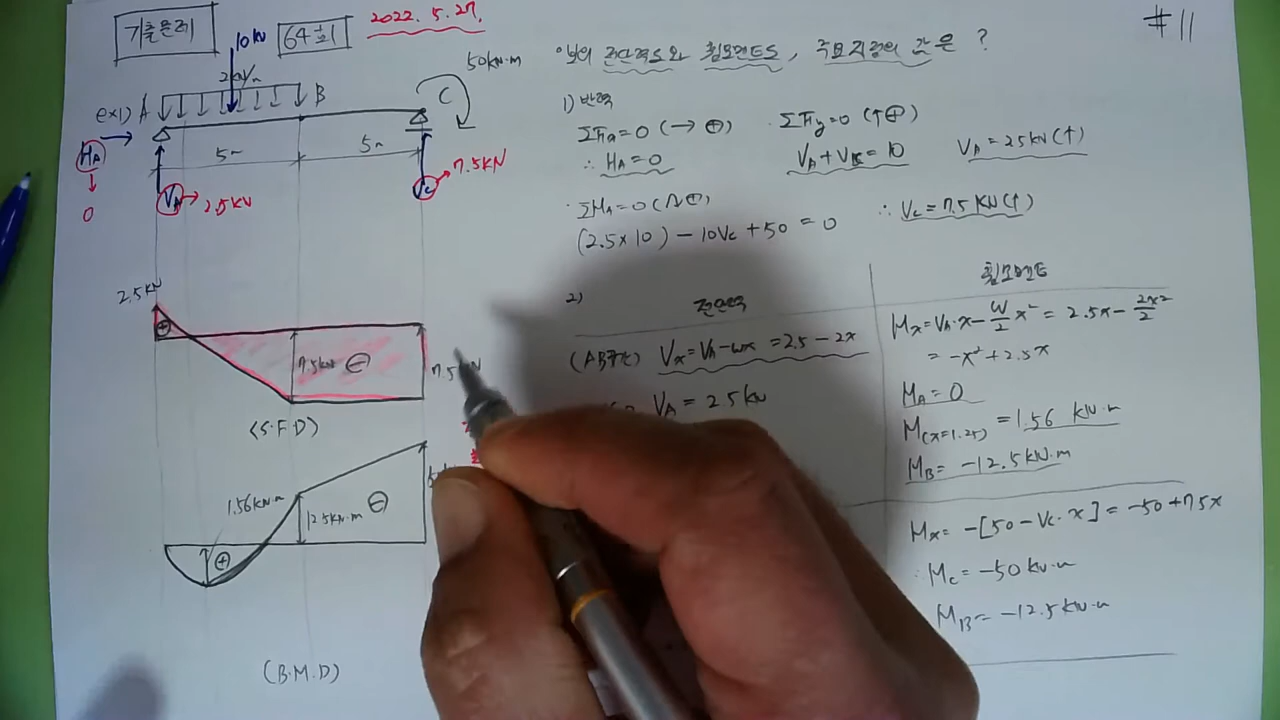 기출문제
64회
2022. 5. 27.
#11
10kN
50kN·m
ex1) A
B
C
5m
5m
HA
0
VA
2.5kN
Vc
7.5KN
2.5kN
⊕
7.5kN ⊖
(S.F.D)
1.56kN·m
12.5kN·m ⊖
⊕
(B.M.D)
°보의 전단력도와 휨모멘트도, 주요지점의 값은 ?
1) 반력
ΣFx=0 (→ ⊕)
∴ HA=0
ΣFy=0 (↑⊕)
VA+Vc=10
VA=2.5kN(↑)
ΣMA=0 (↷⊕)
(2.5×10) - 10Vc + 50 = 0
∴ Vc=7.5KN(↑)
2)
전단력
(AB구간) Vx=VA-wx =2.5-2x
VA=2.5kN
휨모멘트
Mx=VA·x-w/2 x² = 2.5x- 2x²/2
= -x²+2.5x
MA=0
M(x=1.25) =1.56 kN·m
MB= -12.5kN·m
Mx= -[50-Vc·x]= -50+7.5x
Mc= -50kN·m
MB= -12.5kN·m